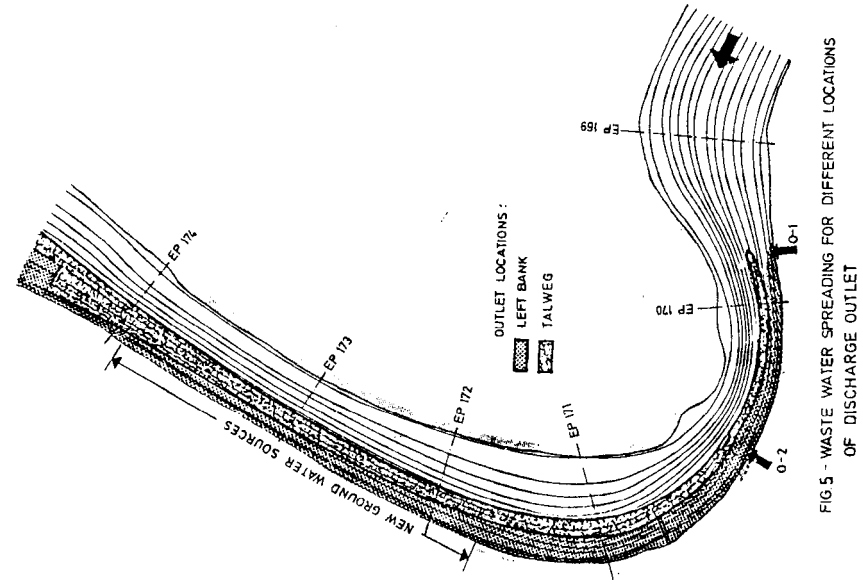 EP 169
O-1
EP 170
O-2
EP 171
EP 172
EP 173
EP 174
NEW GROUND WATER SOURCES
OUTLET LOCATIONS :
LEFT BANK
TALWEG
FIG.5 - WASTE WATER SPREADING FOR DIFFERENT LOCATIONS
OF DISCHARGE OUTLET